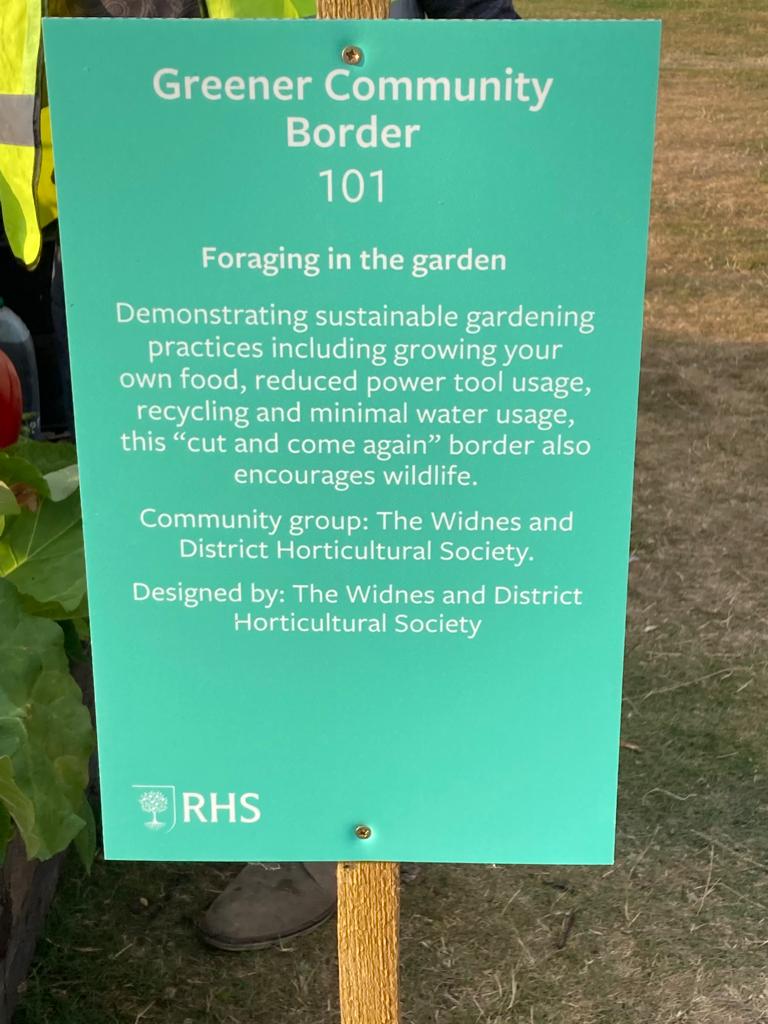 Greener Community
Border
101
Foraging in the garden
Demonstrating sustainable gardening
practices including growing your
own food, reduced power tool usage,
recycling and minimal water usage,
this “cut and come again” border also
encourages wildlife.
Community group: The Widnes and
District Horticultural Society.
Designed by: The Widnes and District
Horticultural Society
RHS